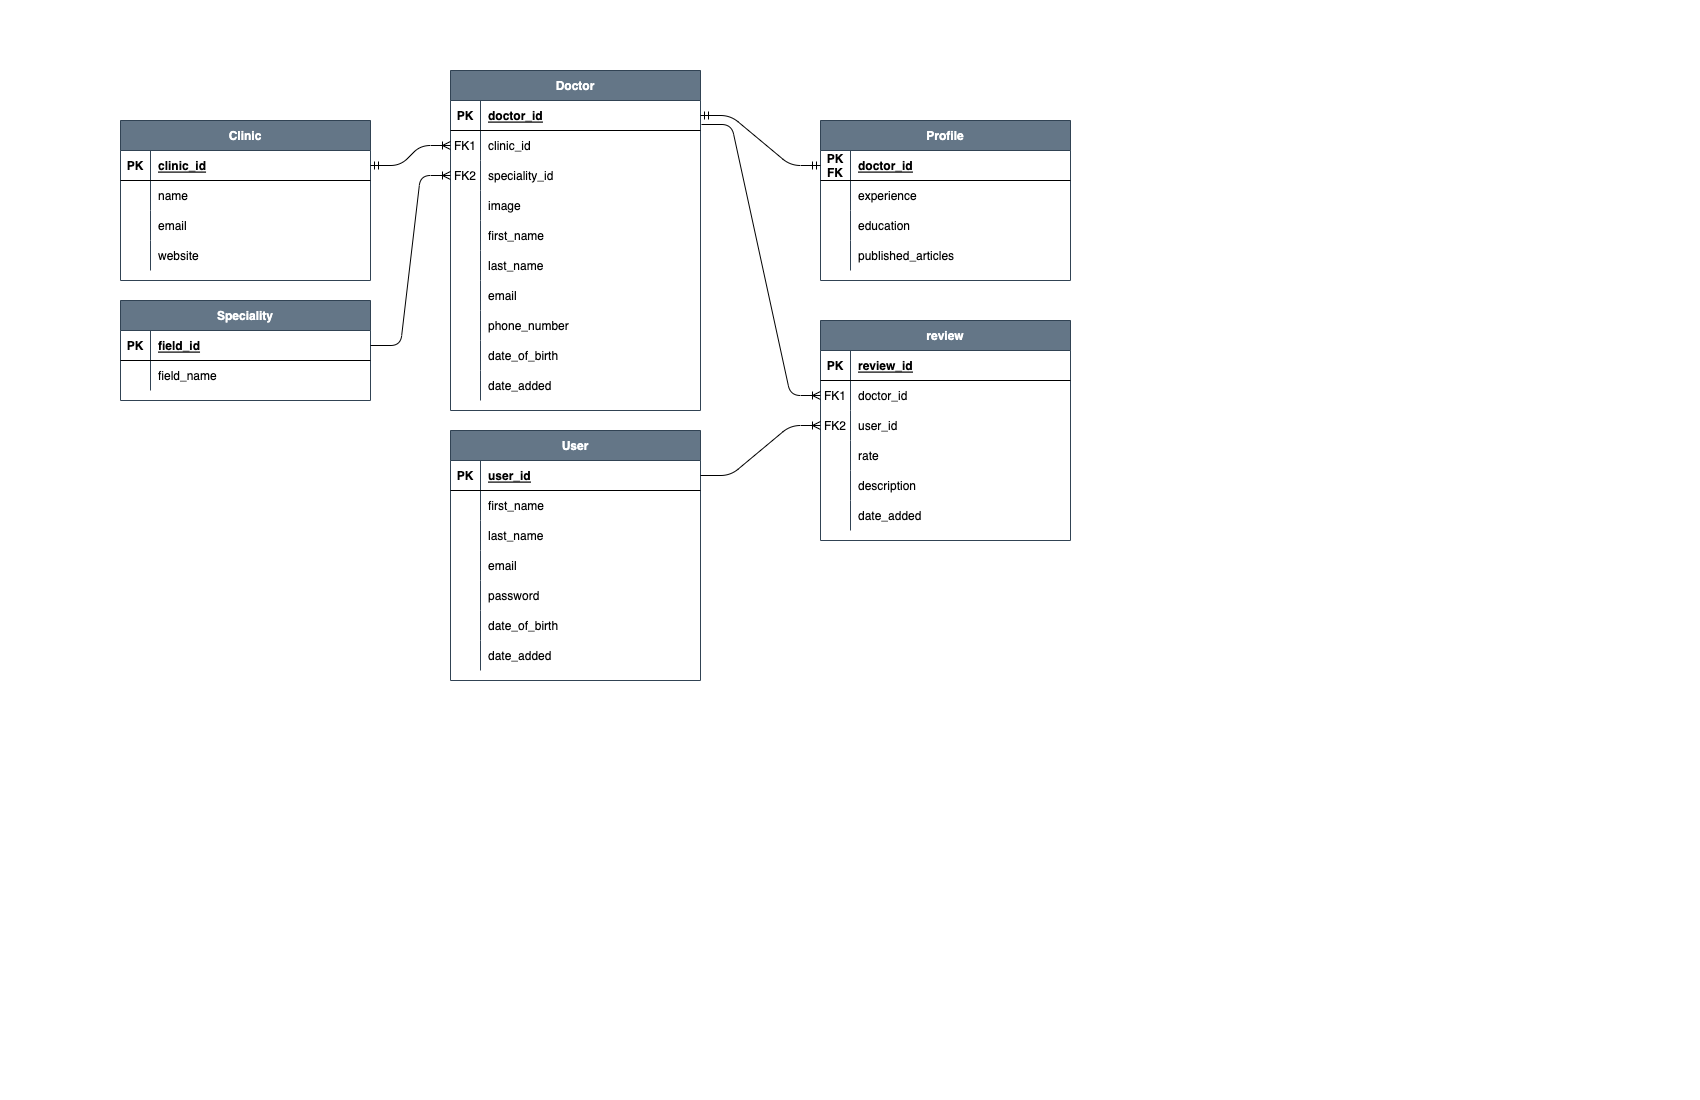 Doctor
PK doctor_id
FK1 clinic_id
FK2 speciality_id
image
first_name
last_name
email
phone_number
date_of_birth
date_added
Clinic
PK clinic_id
name
email
website
Profile
PK
FK doctor_id
experience
education
published_articles
Speciality
PK field_id
field_name
review
PK review_id
FK1 doctor_id
FK2 user_id
rate
description
date_added
User
PK user_id
first_name
last_name
email
password
date_of_birth
date_added